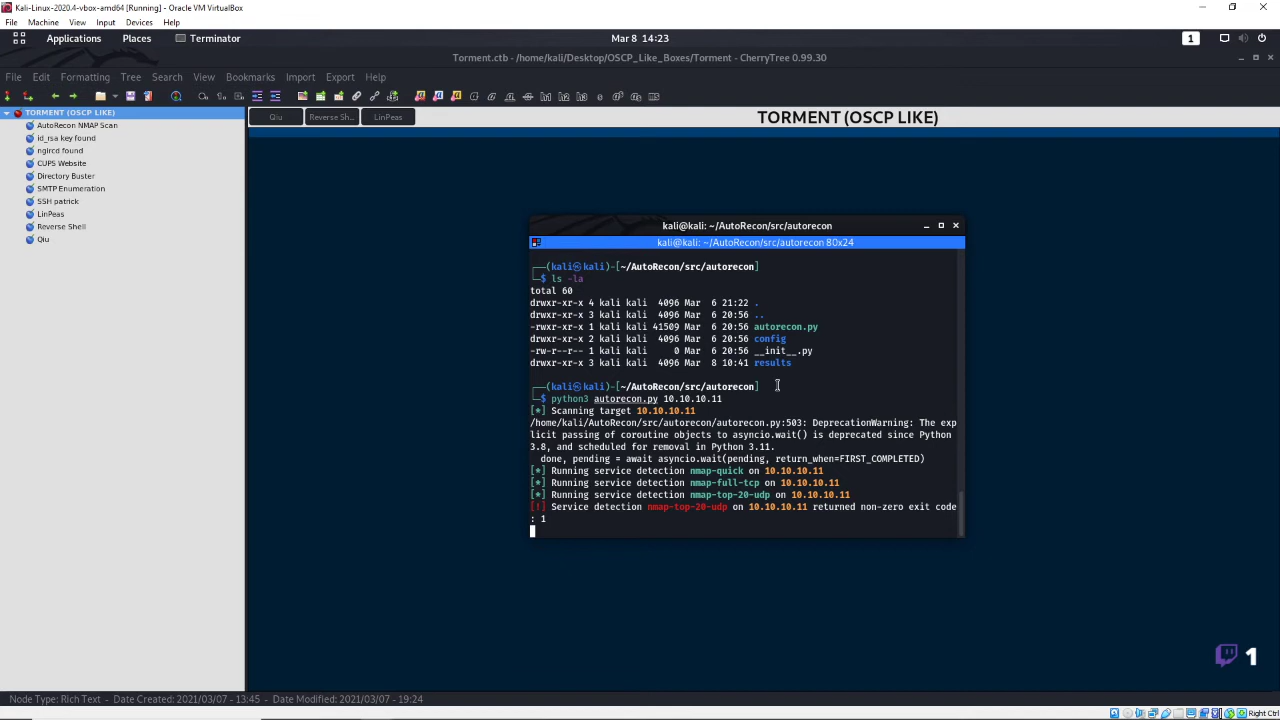 Kali-Linux-2020.4-vbox-amd64 [Running] - Oracle VM VirtualBox
File Machine View Input Devices Help
Applications Places Terminator Mar 8 14:23 1
Torment.ctb - /home/kali/Desktop/OSCP_Like_Boxes/Torment - CherryTree 0.99.30
File Edit Formatting Tree Search View Bookmarks Import Export Help
TORMENT (OSCP LIKE)
AutoRecon NMAP Scan
id_rsa key found
ngircd found
CUPS Website
Directory Buster
SMTP Enumeration
SSH patrick
LinPeas
Reverse Shell
Qiu
Qiu Reverse Sh... LinPeas TORMENT (OSCP LIKE)
kali@kali: ~/AutoRecon/src/autorecon
kali@kali: ~/AutoRecon/src/autorecon 80x24
┌──(kali㉿kali)-[~/AutoRecon/src/autorecon]
└─$ ls -la
total 60
drwxr-xr-x 4 kali kali  4096 Mar  6 21:22 .
drwxr-xr-x 3 kali kali  4096 Mar  6 20:56 ..
-rwxr-xr-x 1 kali kali 41509 Mar  6 20:56 autorecon.py
drwxr-xr-x 2 kali kali  4096 Mar  6 20:56 config
-rw-r--r-- 1 kali kali     0 Mar  6 20:56 __init__.py
drwxr-xr-x 3 kali kali  4096 Mar  8 10:41 results
┌──(kali㉿kali)-[~/AutoRecon/src/autorecon]
└─$ python3 autorecon.py 10.10.10.11
[*] Scanning target 10.10.10.11
/home/kali/AutoRecon/src/autorecon/autorecon.py:503: DeprecationWarning: The exp
licit passing of coroutine objects to asyncio.wait() is deprecated since Python
3.8, and scheduled for removal in Python 3.11.
  done, pending = await asyncio.wait(pending, return_when=FIRST_COMPLETED)
[*] Running service detection nmap-quick on 10.10.10.11
[*] Running service detection nmap-full-tcp on 10.10.10.11
[*] Running service detection nmap-top-20-udp on 10.10.10.11
[!] Service detection nmap-top-20-udp on 10.10.10.11 returned non-zero exit code
: 1
1
Node Type: Rich Text - Date Created: 2021/03/07 - 13:45 - Date Modified: 2021/03/07 - 19:24
Right Ctrl